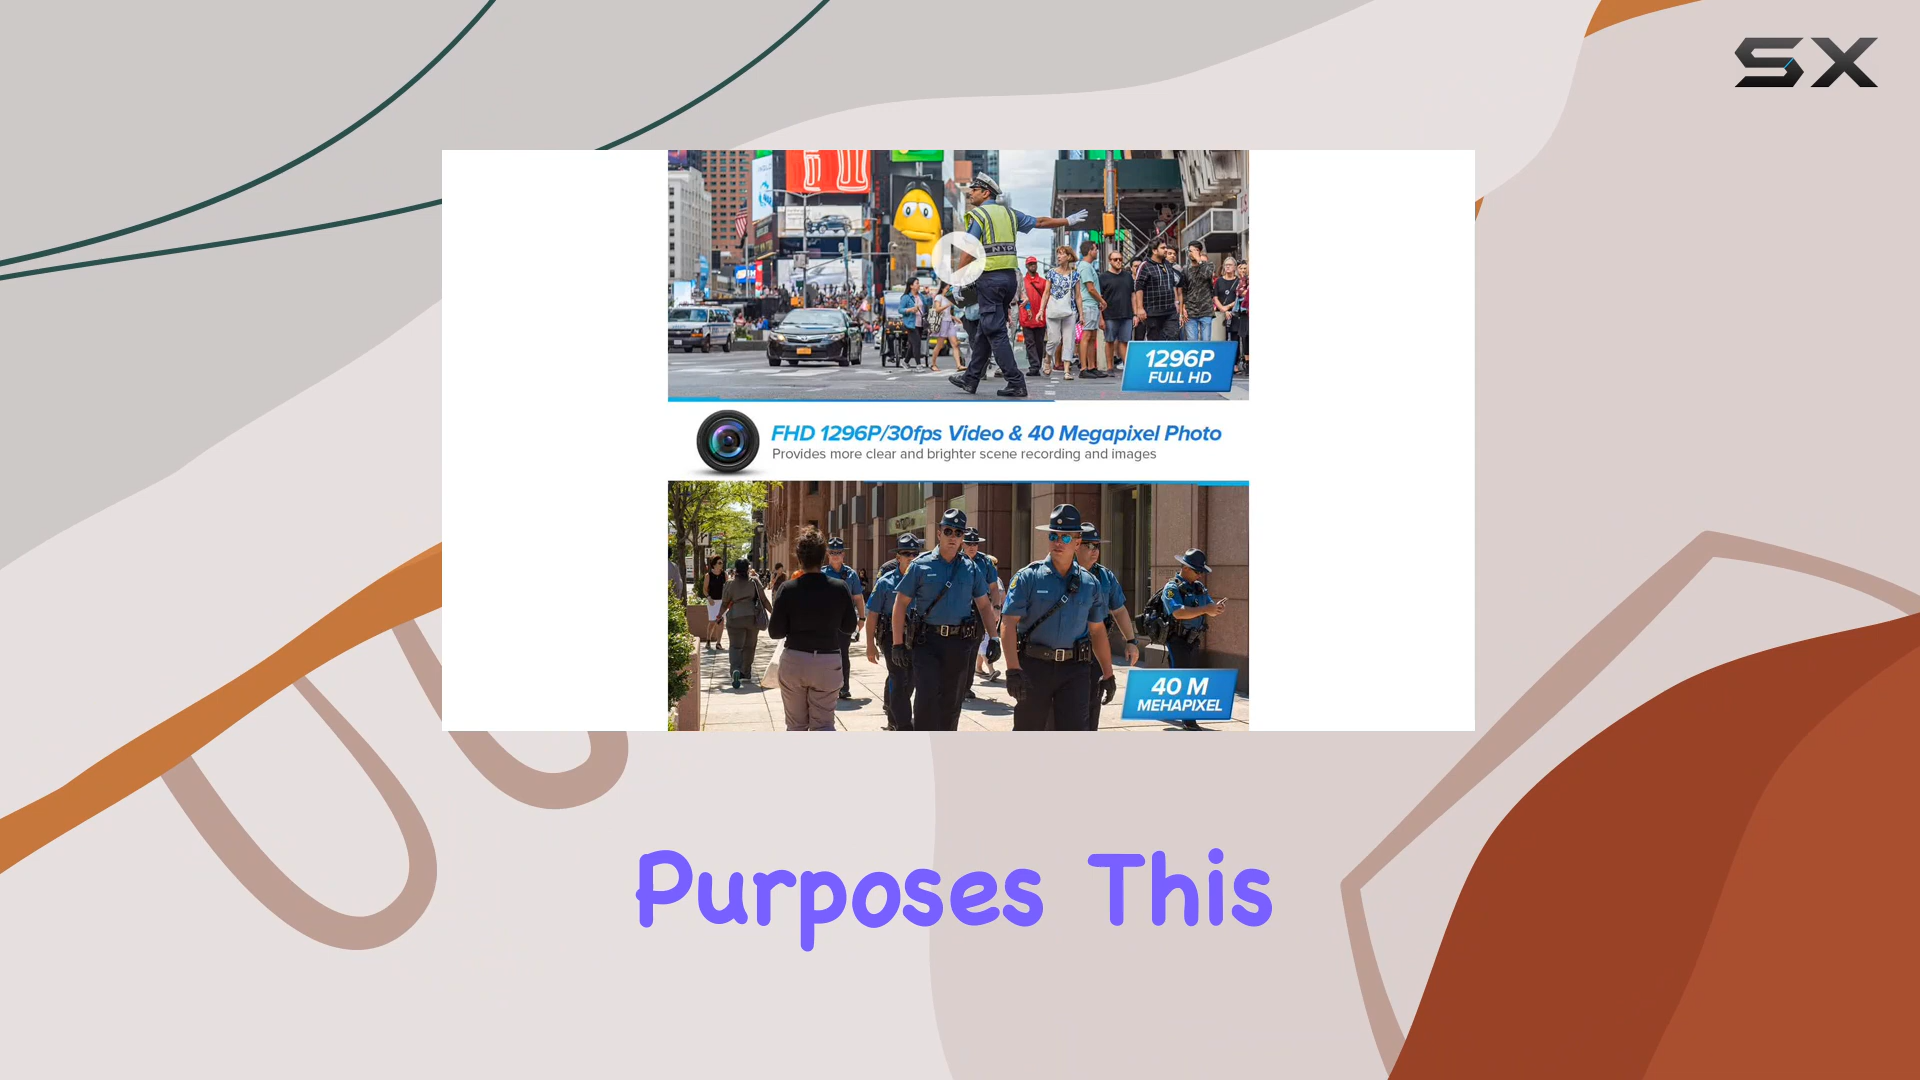 SX
NYP
1296P
FULL HD
FHD 1296P/30fps Video & 40 Megapixel Photo
Provides more clear and brighter scene recording and images
40 M
MEHAPIXEL
Purposes This